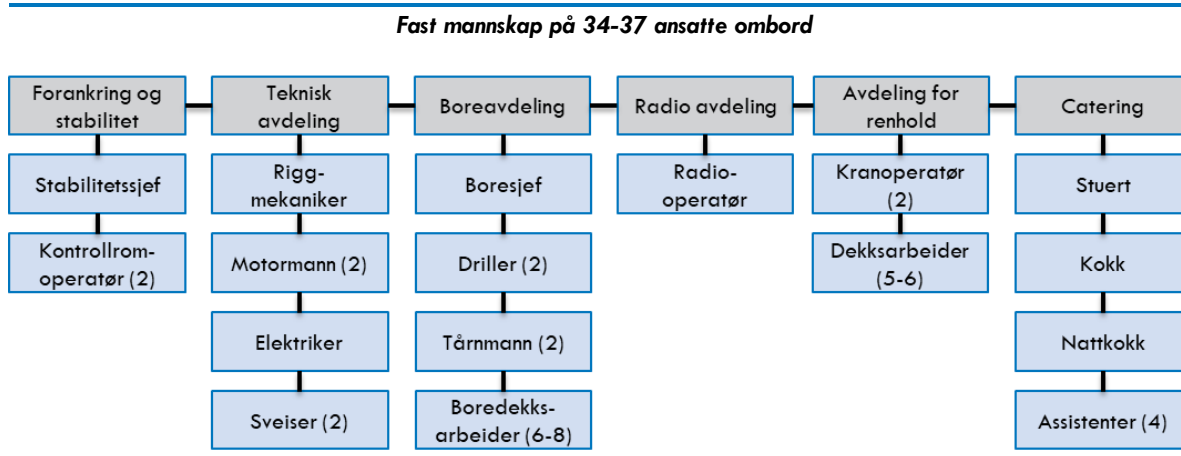 Fast mannskap på 34-37 ansatte ombord
Forankring og
stabilitet
Teknisk
avdeling
Boreavdeling
Radio avdeling
Avdeling for
renhold
Catering
Stabilitetssjef
Rigg-
mekaniker
Boresjef
Radio-
operatør
Kranoperatør
(2)
Stuert
Kontrollrom-
operatør (2)
Motormann (2)
Driller (2)
Dekksarbeider
(5-6)
Kokk
Elektriker
Tårnmann (2)
Nattkokk
Sveiser (2)
Boredekks-
arbeider (6-8)
Assistenter (4)